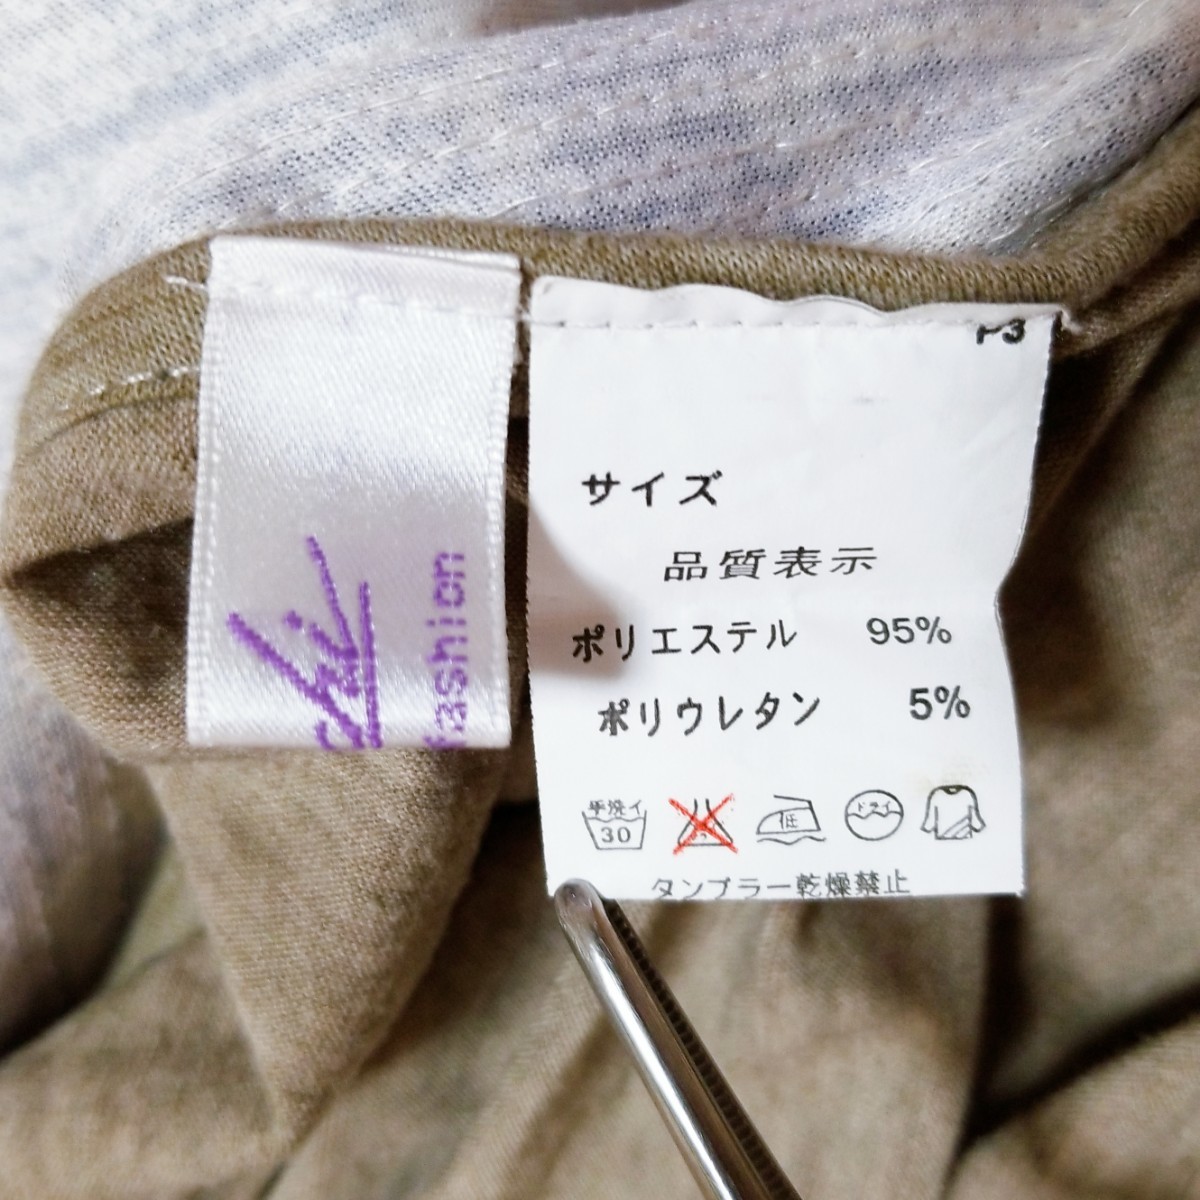 fashion
サイズ
品質表示
ポリエステル 95%
ポリウレタン 5%
手洗イ
30
低
ドライ
タンブラー乾燥禁止